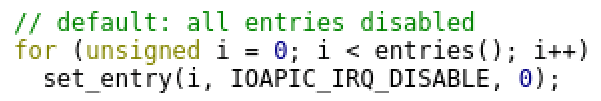 // default: all entries disabled
for (unsigned i = 0; i < entries(); i++)
  set_entry(i, IOAPIC_IRQ_DISABLE, 0);